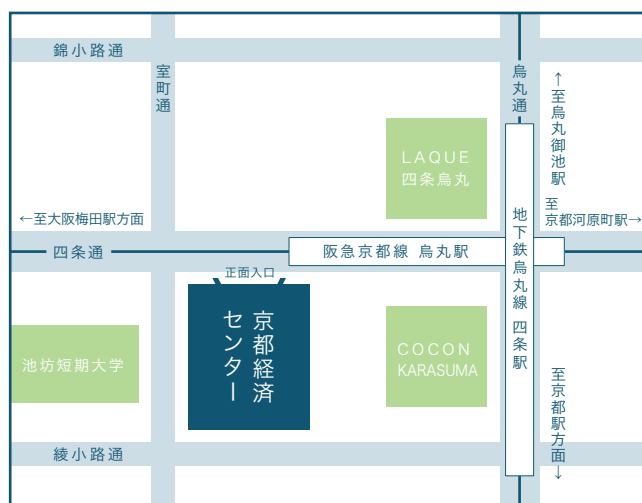 錦小路通
室町通
烏丸通
↑至烏丸御池駅
LAQUE
四条烏丸
←至大阪梅田駅方面
至
京都河原町駅→
四条通
阪急京都線 烏丸駅
地下鉄烏丸線 四条駅
正面入口
京都経済
センター
池坊短期大学
COCON
KARASUMA
至京都駅方面↓
綾小路通